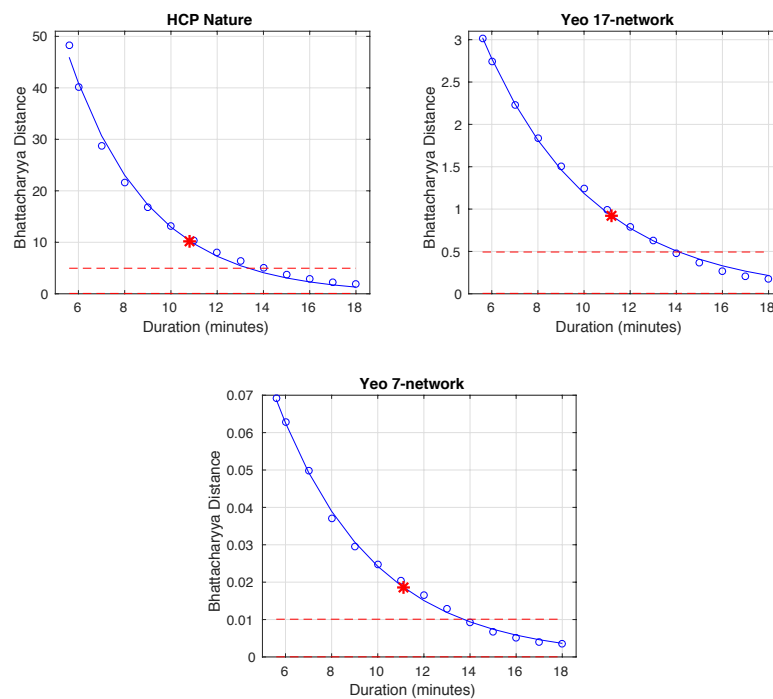 HCP Nature
Bhattacharyya Distance
50
40
30
20
10
0
6 8 10 12 14 16 18
Duration (minutes)
Yeo 17-network
Bhattacharyya Distance
3
2.5
2
1.5
1
0.5
0
6 8 10 12 14 16 18
Duration (minutes)
Yeo 7-network
Bhattacharyya Distance
0.07
0.06
0.05
0.04
0.03
0.02
0.01
0
6 8 10 12 14 16 18
Duration (minutes)